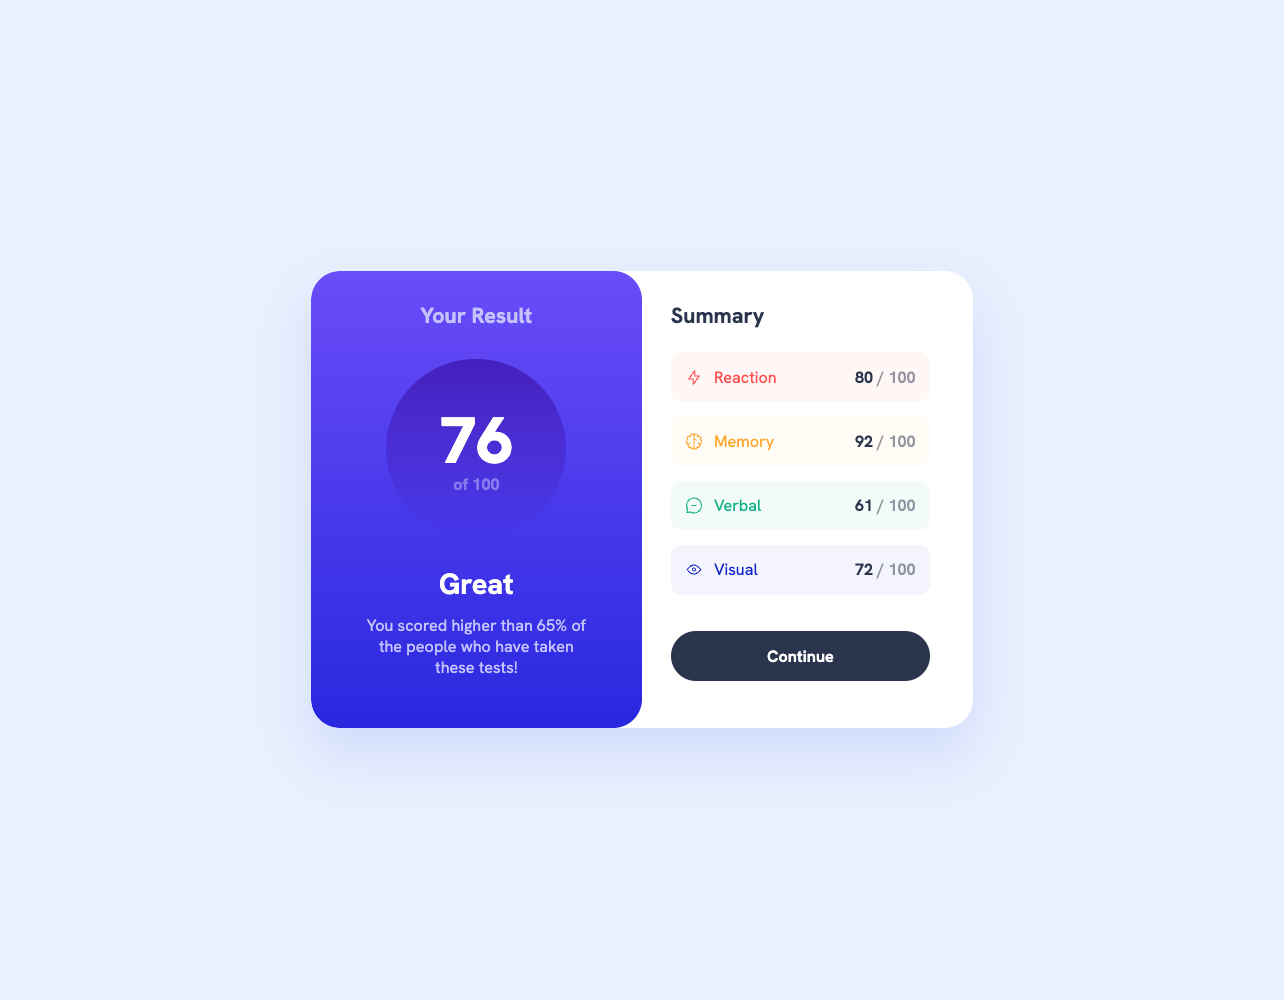 Your Result
76
of 100
Great
You scored higher than 65% of
the people who have taken
these tests!
Summary
Reaction 80 / 100
Memory 92 / 100
Verbal 61 / 100
Visual 72 / 100
Continue